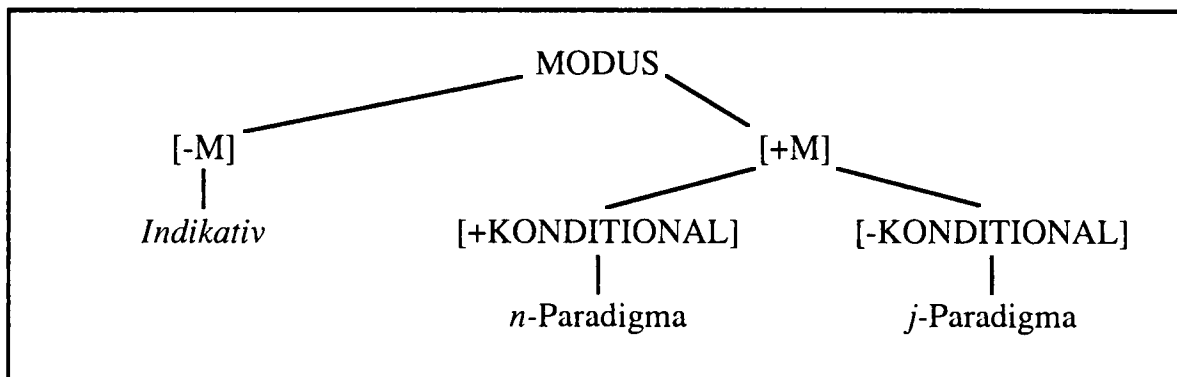 MODUS
[-M] [+M]
Indikativ [+KONDITIONAL] [-KONDITIONAL]
n-Paradigma j-Paradigma